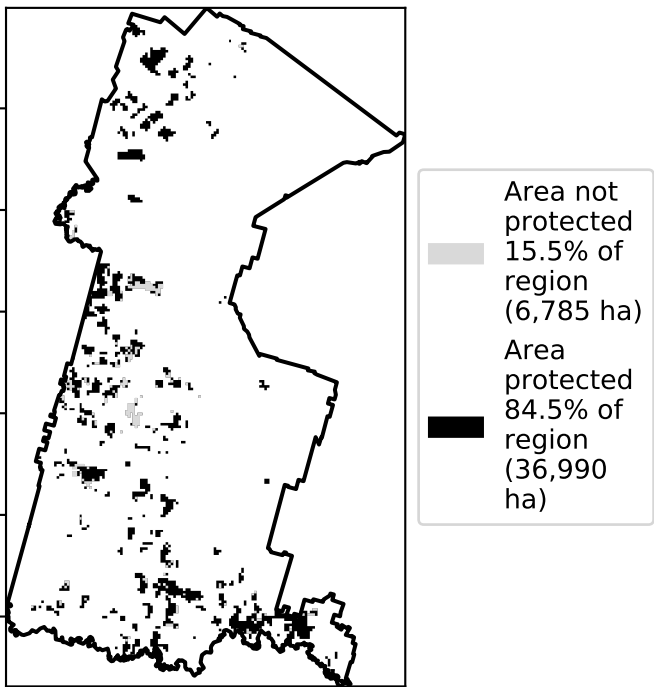 Area not
protected
15.5% of
region
(6,785 ha)
Area
protected
84.5% of
region
(36,990
ha)